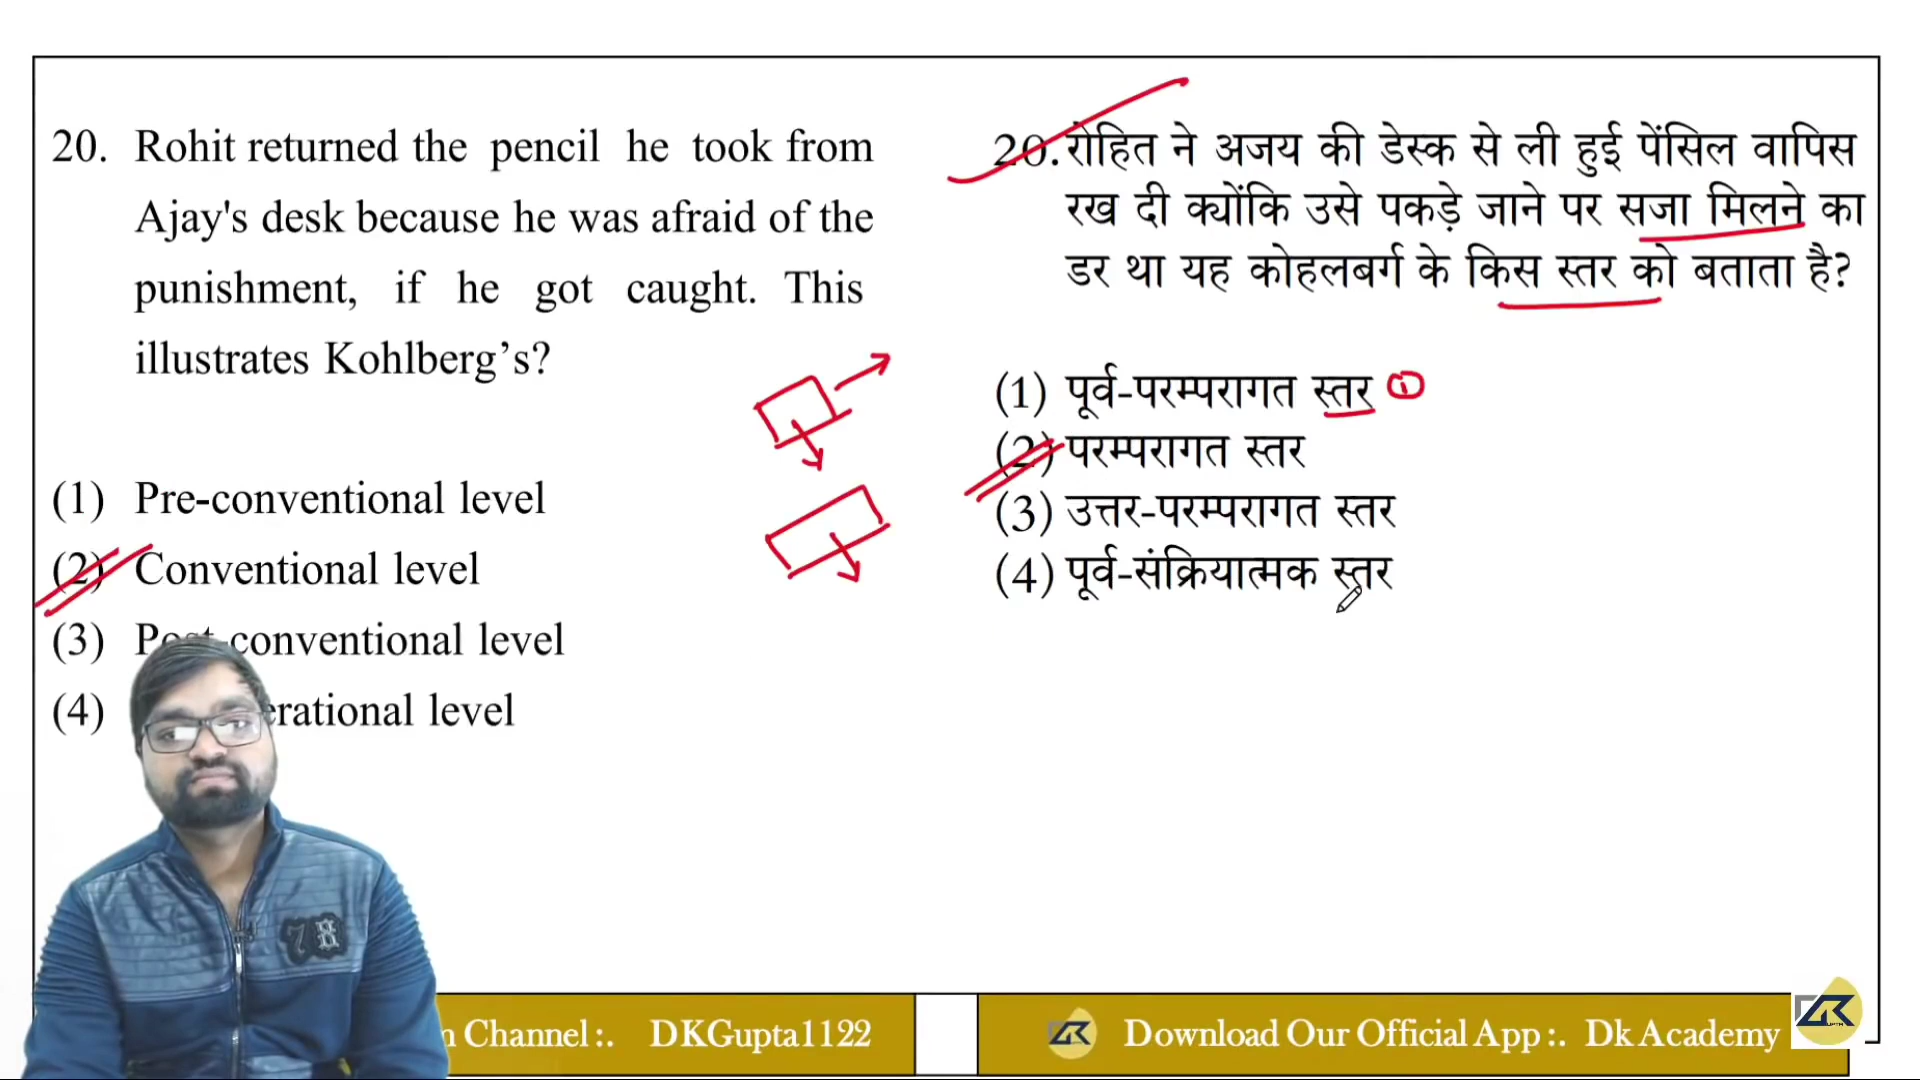 20. Rohit returned the pencil he took from
Ajay's desk because he was afraid of the
punishment, if he got caught. This
illustrates Kohlberg’s?
(1) Pre-conventional level
(2) Conventional level
(3) Post-conventional level
(4) erational level
20. रोहित ने अजय की डेस्क से ली हुई पेंसिल वापिस
रख दी क्योंकि उसे पकड़े जाने पर सजा मिलने का
डर था यह कोहलबर्ग के किस स्तर को बताता है?
(1) पूर्व-परम्परागत स्तर ①
(2) परम्परागत स्तर
(3) उत्तर-परम्परागत स्तर
(4) पूर्व-संक्रियात्मक स्तर
78
Channel :. DKGupta1122
Download Our Official App :. Dk Academy